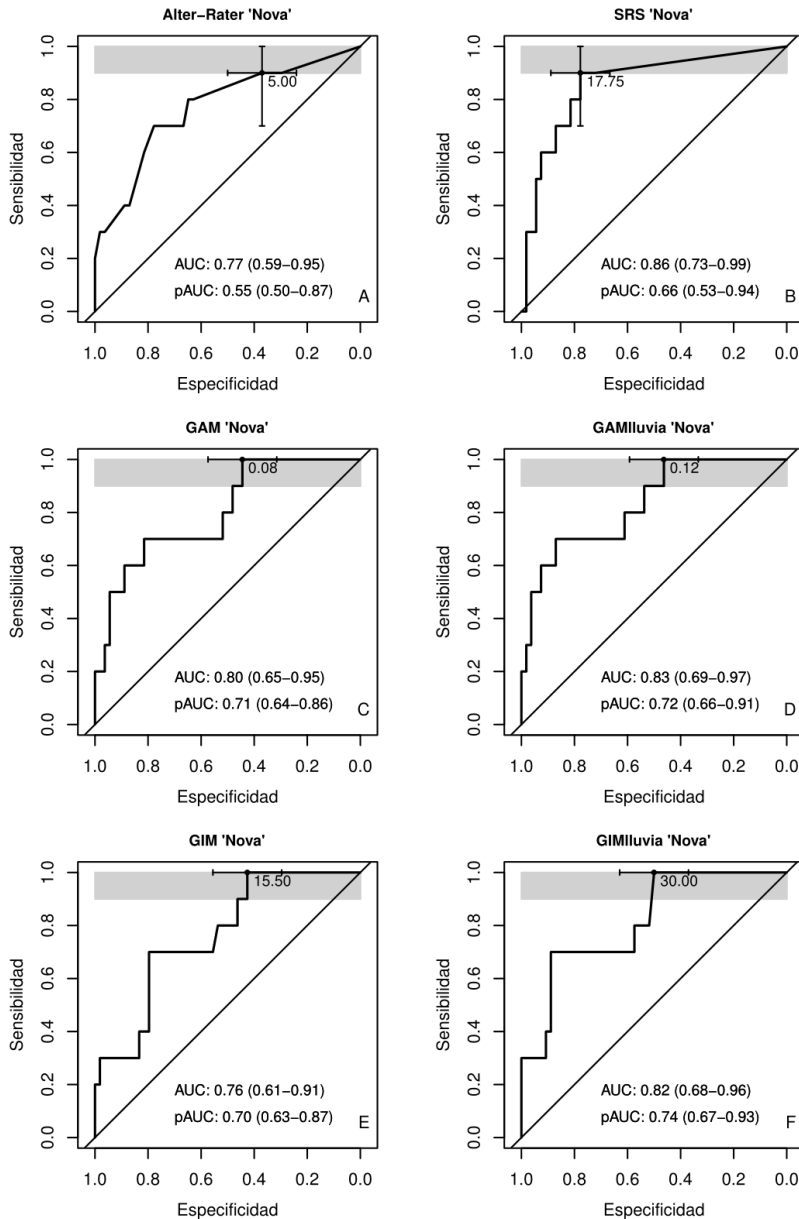 Alter−Rater 'Nova'
1.0
0.8
0.6
0.4
0.2
0.0
Sensibilidad
5.00
AUC: 0.77 (0.59−0.95)
pAUC: 0.55 (0.50−0.87)
A
1.0 0.8 0.6 0.4 0.2 0.0
Especificidad
SRS 'Nova'
1.0
0.8
0.6
0.4
0.2
0.0
Sensibilidad
17.75
AUC: 0.86 (0.73−0.99)
pAUC: 0.66 (0.53−0.94)
B
1.0 0.8 0.6 0.4 0.2 0.0
Especificidad
GAM 'Nova'
1.0
0.8
0.6
0.4
0.2
0.0
Sensibilidad
0.08
AUC: 0.80 (0.65−0.95)
pAUC: 0.71 (0.64−0.86)
C
1.0 0.8 0.6 0.4 0.2 0.0
Especificidad
GAMlluvia 'Nova'
1.0
0.8
0.6
0.4
0.2
0.0
Sensibilidad
0.12
AUC: 0.83 (0.69−0.97)
pAUC: 0.72 (0.66−0.91)
D
1.0 0.8 0.6 0.4 0.2 0.0
Especificidad
GIM 'Nova'
1.0
0.8
0.6
0.4
0.2
0.0
Sensibilidad
15.50
AUC: 0.76 (0.61−0.91)
pAUC: 0.70 (0.63−0.87)
E
1.0 0.8 0.6 0.4 0.2 0.0
Especificidad
GIMlluvia 'Nova'
1.0
0.8
0.6
0.4
0.2
0.0
Sensibilidad
30.00
AUC: 0.82 (0.68−0.96)
pAUC: 0.74 (0.67−0.93)
F
1.0 0.8 0.6 0.4 0.2 0.0
Especificidad